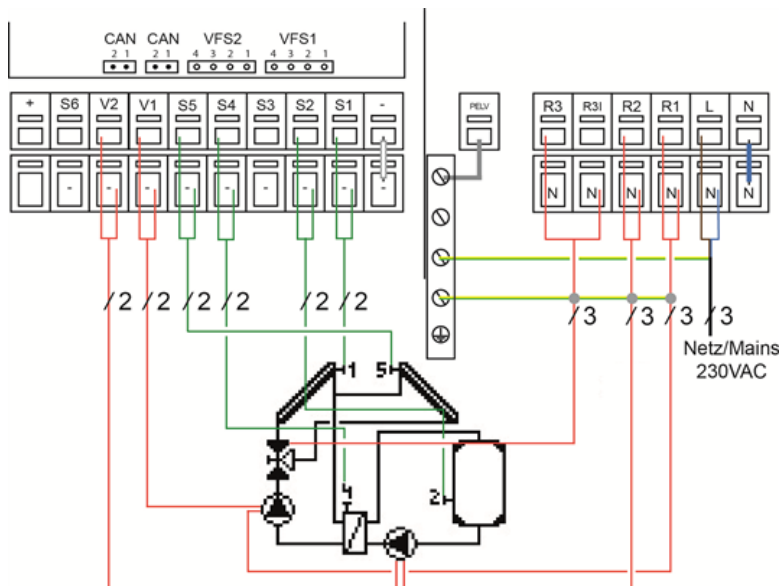 CAN CAN VFS2 VFS1
2 1 2 1 4 3 2 1 4 3 2 1
+ S6 V2 V1 S5 S4 S3 S2 S1 - PELV R3 R3I R2 R1 L N
- - - - - - - - N N N N N N
/2 /2 /2 /2 /2 /2 /3 /3 /3 /3
Netz/Mains
230VAC
1 5
4 2